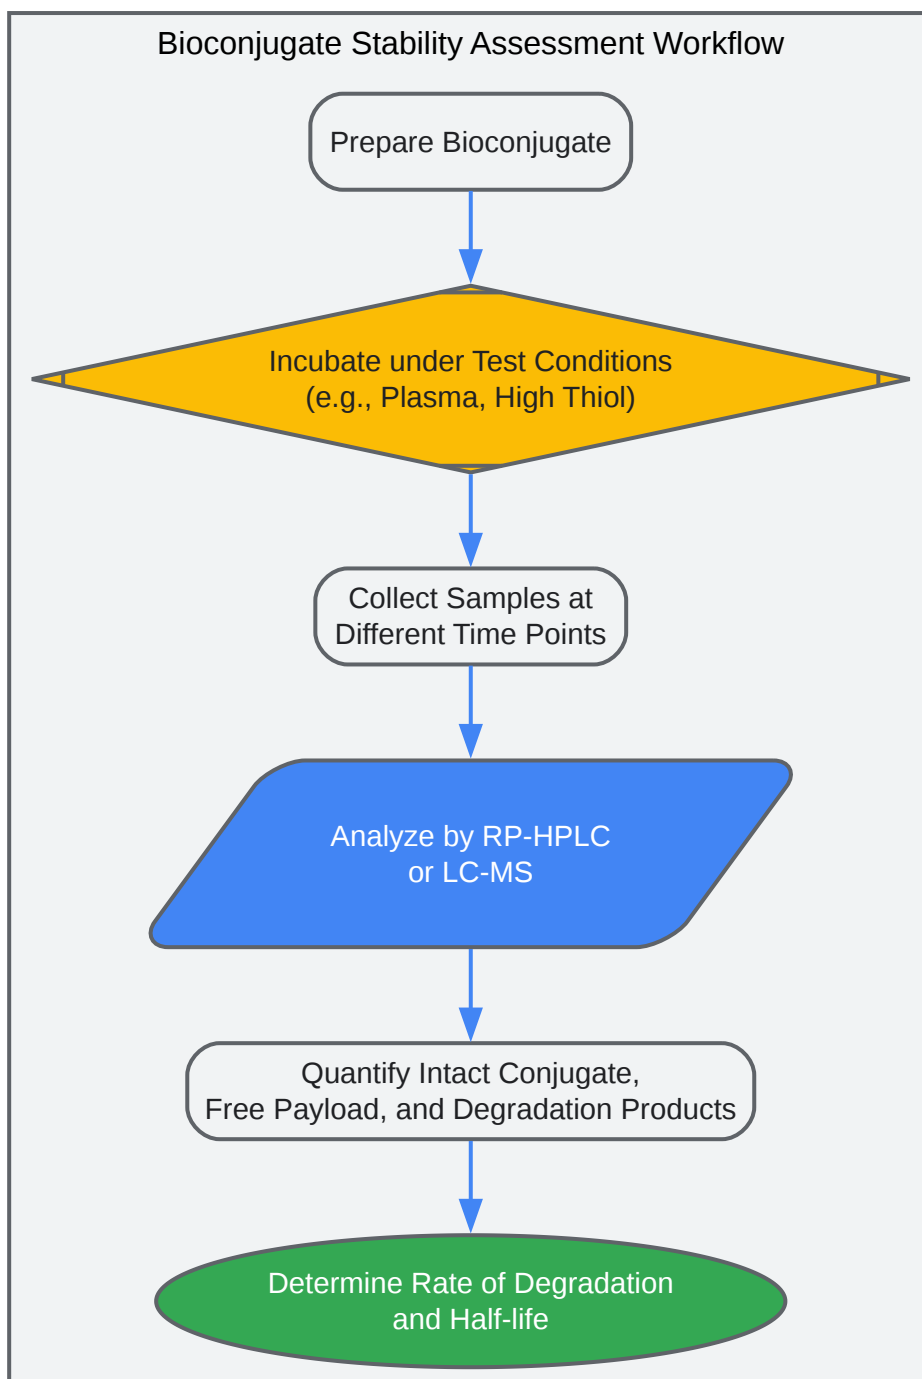 Bioconjugate Stability Assessment Workflow
Prepare Bioconjugate
Incubate under Test Conditions
(e.g., Plasma, High Thiol)
Collect Samples at
Different Time Points
Analyze by RP-HPLC
or LC-MS
Quantify Intact Conjugate,
Free Payload, and Degradation Products
Determine Rate of Degradation
and Half-life